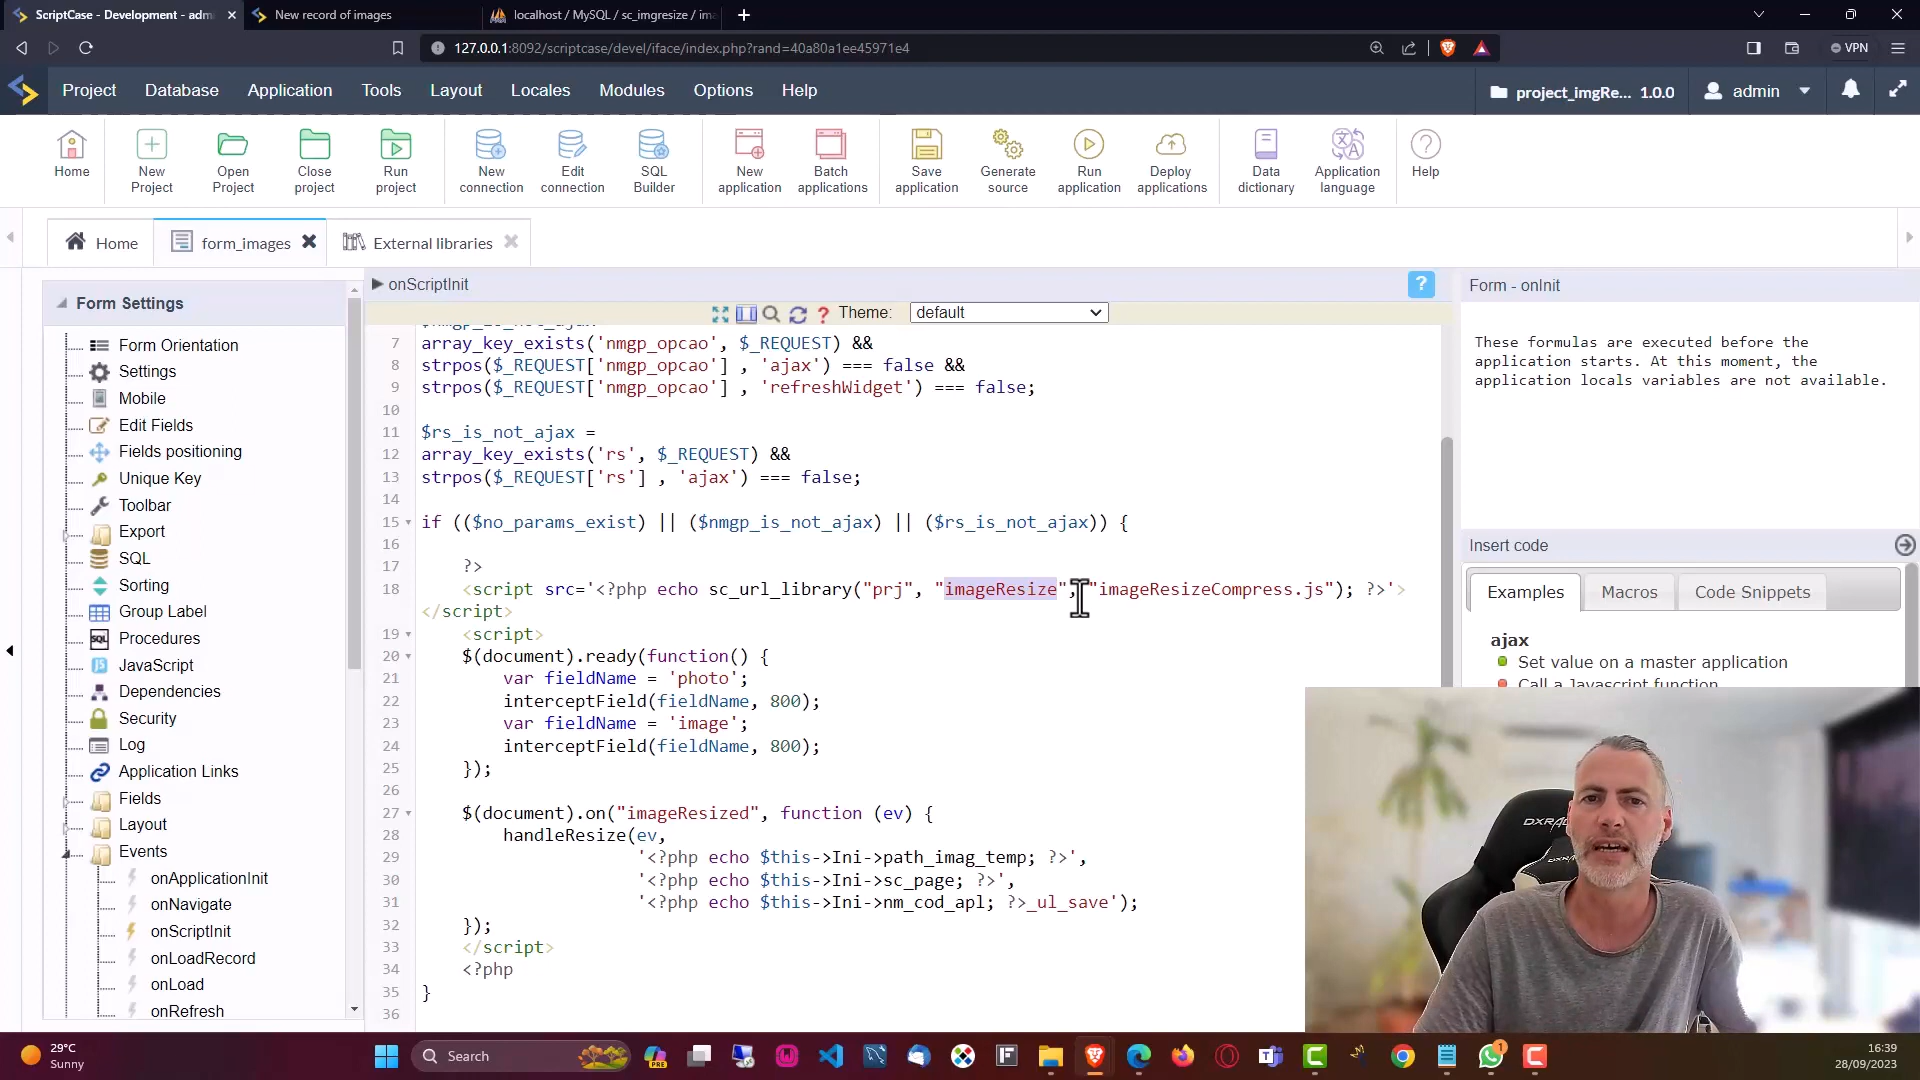 ScriptCase - Development - adm
New record of images
localhost / MySQL / sc_imgresize / im
127.0.0.1:8092/scriptcase/devel/iface/index.php?rand=40a80a1ee45971e4
VPN
Project
Database
Application
Tools
Layout
Locales
Modules
Options
Help
project_imgRe... 1.0.0
admin
Home
New Project
Open Project
Close project
Run project
New connection
Edit connection
SQL Builder
New application
Batch applications
Save application
Generate source
Run application
Deploy applications
Data dictionary
Application language
Help
Home
form_images
External libraries
Form Settings
Form Orientation
Settings
Mobile
Edit Fields
Fields positioning
Unique Key
Toolbar
Export
SQL
Sorting
Group Label
Procedures
JavaScript
Dependencies
Security
Log
Application Links
Fields
Layout
Events
onApplicationInit
onNavigate
onScriptInit
onLoadRecord
onLoad
onRefresh
onScriptInit
?
Theme: default
$nmgp_is_not_ajax
7 array_key_exists('nmgp_opcao', $_REQUEST) &&
8 strpos($_REQUEST['nmgp_opcao'] , 'ajax') === false &&
9 strpos($_REQUEST['nmgp_opcao'] , 'refreshWidget') === false;
10
11 $rs_is_not_ajax =
12 array_key_exists('rs', $_REQUEST) &&
13 strpos($_REQUEST['rs'] , 'ajax') === false;
14
15 if (($no_params_exist) || ($nmgp_is_not_ajax) || ($rs_is_not_ajax)) {
16
17 ?>
18 <script src='<?php echo sc_url_library("prj", "imageResize", "imageResizeCompress.js"); ?>'>
</script>
19 <script>
20 $(document).ready(function() {
21 var fieldName = 'photo';
22 interceptField(fieldName, 800);
23 var fieldName = 'image';
24 interceptField(fieldName, 800);
25 });
26
27 $(document).on("imageResized", function (ev) {
28 handleResize(ev,
29 '<?php echo $this->Ini->path_imag_temp; ?>',
30 '<?php echo $this->Ini->sc_page; ?>',
31 '<?php echo $this->Ini->nm_cod_apl; ?>_ul_save');
32 });
33 </script>
34 <?php
35 }
36
Form - onInit
These formulas are executed before the
application starts. At this moment, the
application locals variables are not available.
Insert code
Examples
Macros
Code Snippets
ajax
Set value on a master application
Call a Javascript function
DXRACER
29°C
Sunny
Search
PRE
1
16:39
28/09/2023